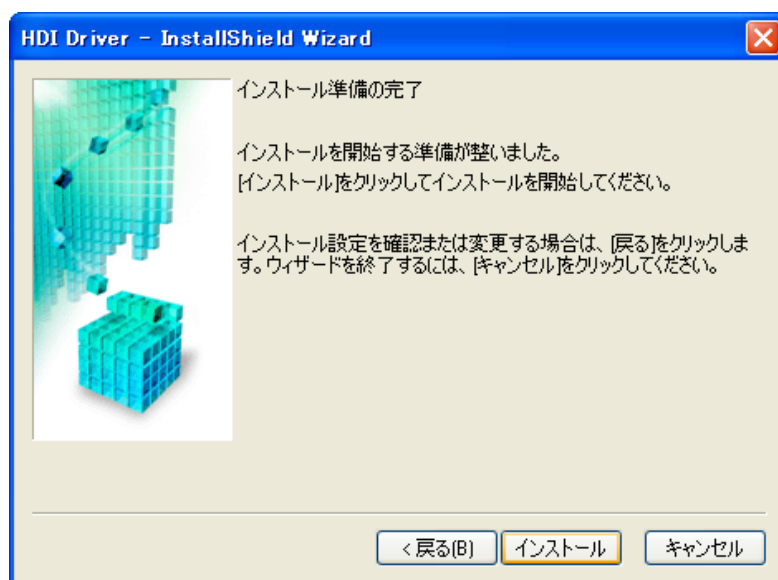 HDI Driver - InstallShield Wizard
インストール準備の完了
インストールを開始する準備が整いました。
[インストール]をクリックしてインストールを開始してください。
インストール設定を確認または変更する場合は、[戻る]をクリックしま
す。ウィザードを終了するには、[キャンセル]をクリックしてください。
< 戻る(B)
インストール
キャンセル